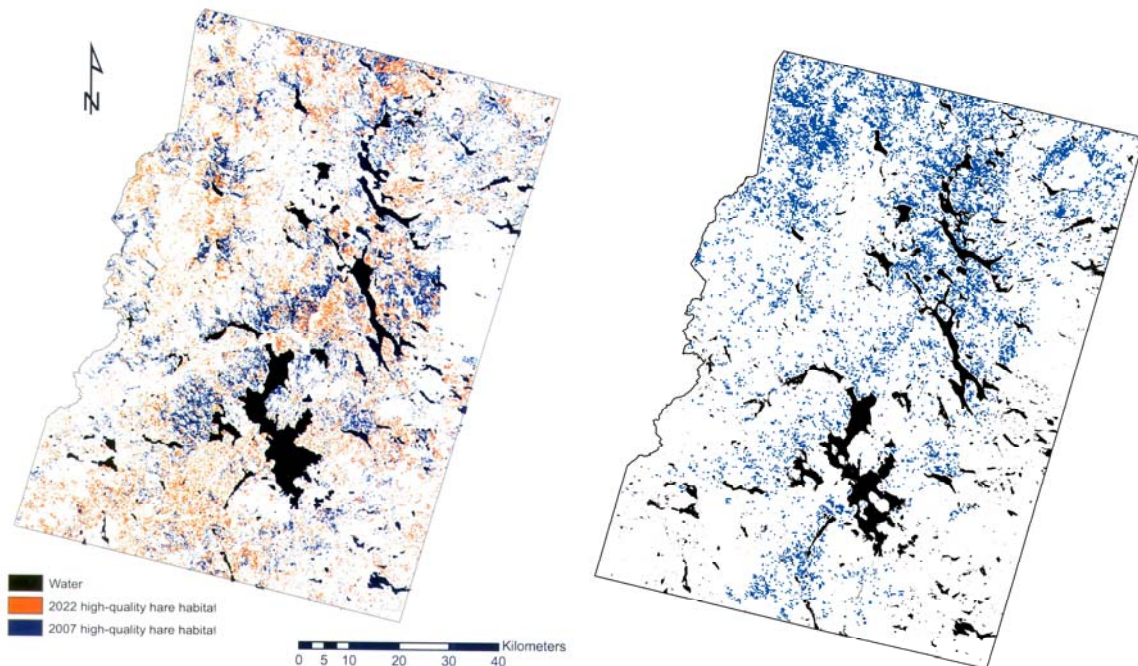 N
Water
2022 high-quality hare habitat
2007 high-quality hare habitat
Kilometers
0 5 10 20 30 40